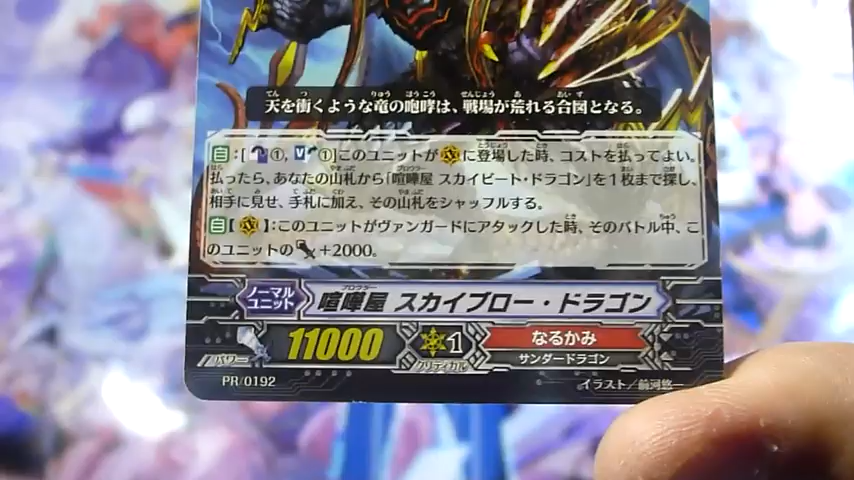 天を衝くような竜の咆哮は、戦場が荒れる合図となる。
自:[①, V①]このユニットが に登場した時、コストを払ってよい。
払ったら、あなたの山札から「喧嘩屋 スカイビート・ドラゴン」を1枚まで探し、
相手に見せ、手札に加え、その山札をシャッフルする。
自【 】:このユニットがヴァンガードにアタックした時、そのバトル中、こ
のユニットの +2000。
ノーマル
ユニット
喧嘩屋 スカイブロー・ドラゴン
ブロウラー
パワー
11000
1
クリティカル
なるかみ
サンダードラゴン
PR/0192
イラスト/前河悠一